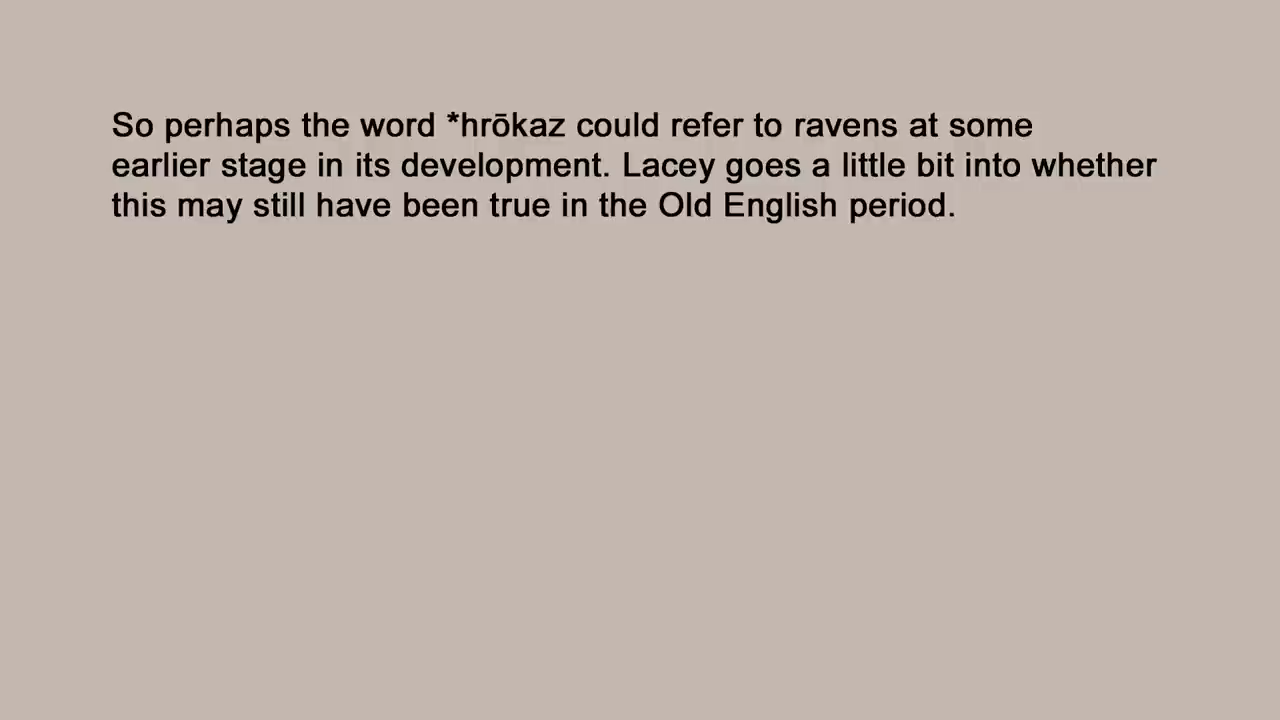 So perhaps the word *hrōkaz could refer to ravens at some
earlier stage in its development. Lacey goes a little bit into whether
this may still have been true in the Old English period.